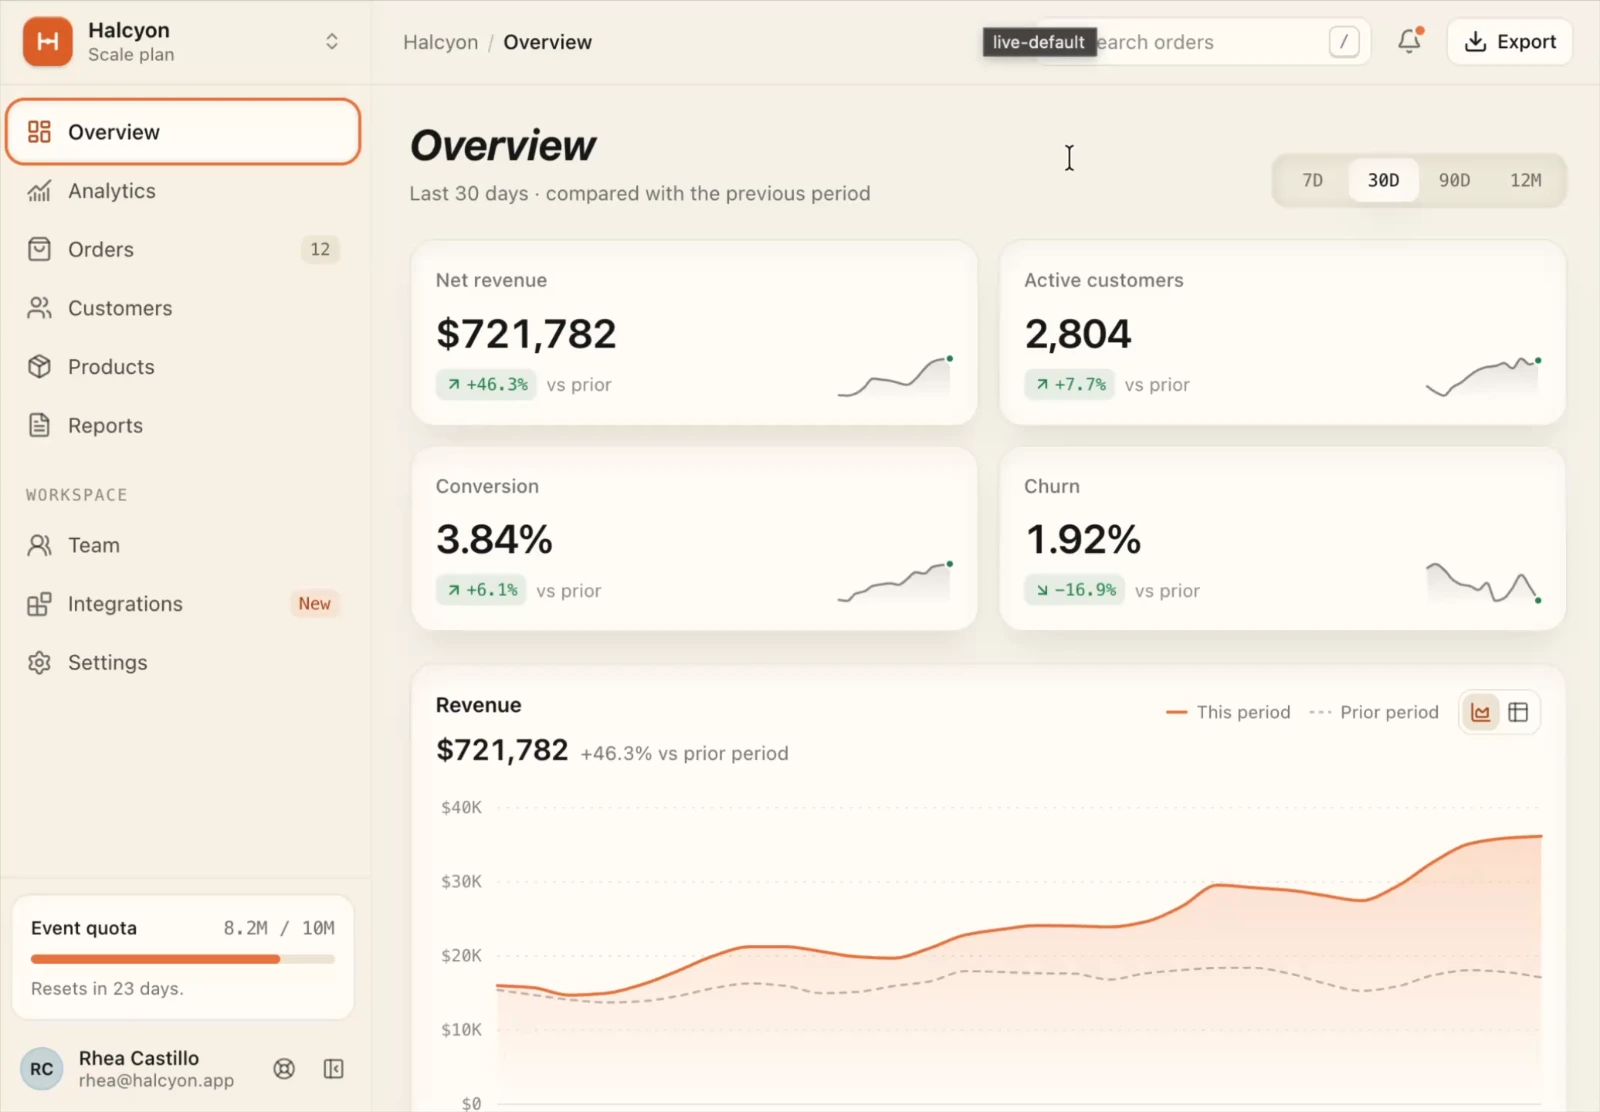 Halcyon
Scale plan
Halcyon / Overview
live-default
earch orders
/
Export
Overview
Analytics
Orders 12
Customers
Products
Reports
WORKSPACE
Team
Integrations New
Settings
Event quota 8.2M / 10M
Resets in 23 days.
RC
Rhea Castillo
rhea@halcyon.app
Overview
Last 30 days · compared with the previous period
7D 30D 90D 12M
Net revenue
$721,782
+46.3% vs prior
Active customers
2,804
+7.7% vs prior
Conversion
3.84%
+6.1% vs prior
Churn
1.92%
−16.9% vs prior
Revenue
$721,782 +46.3% vs prior period
This period Prior period
$40K
$30K
$20K
$10K
$0